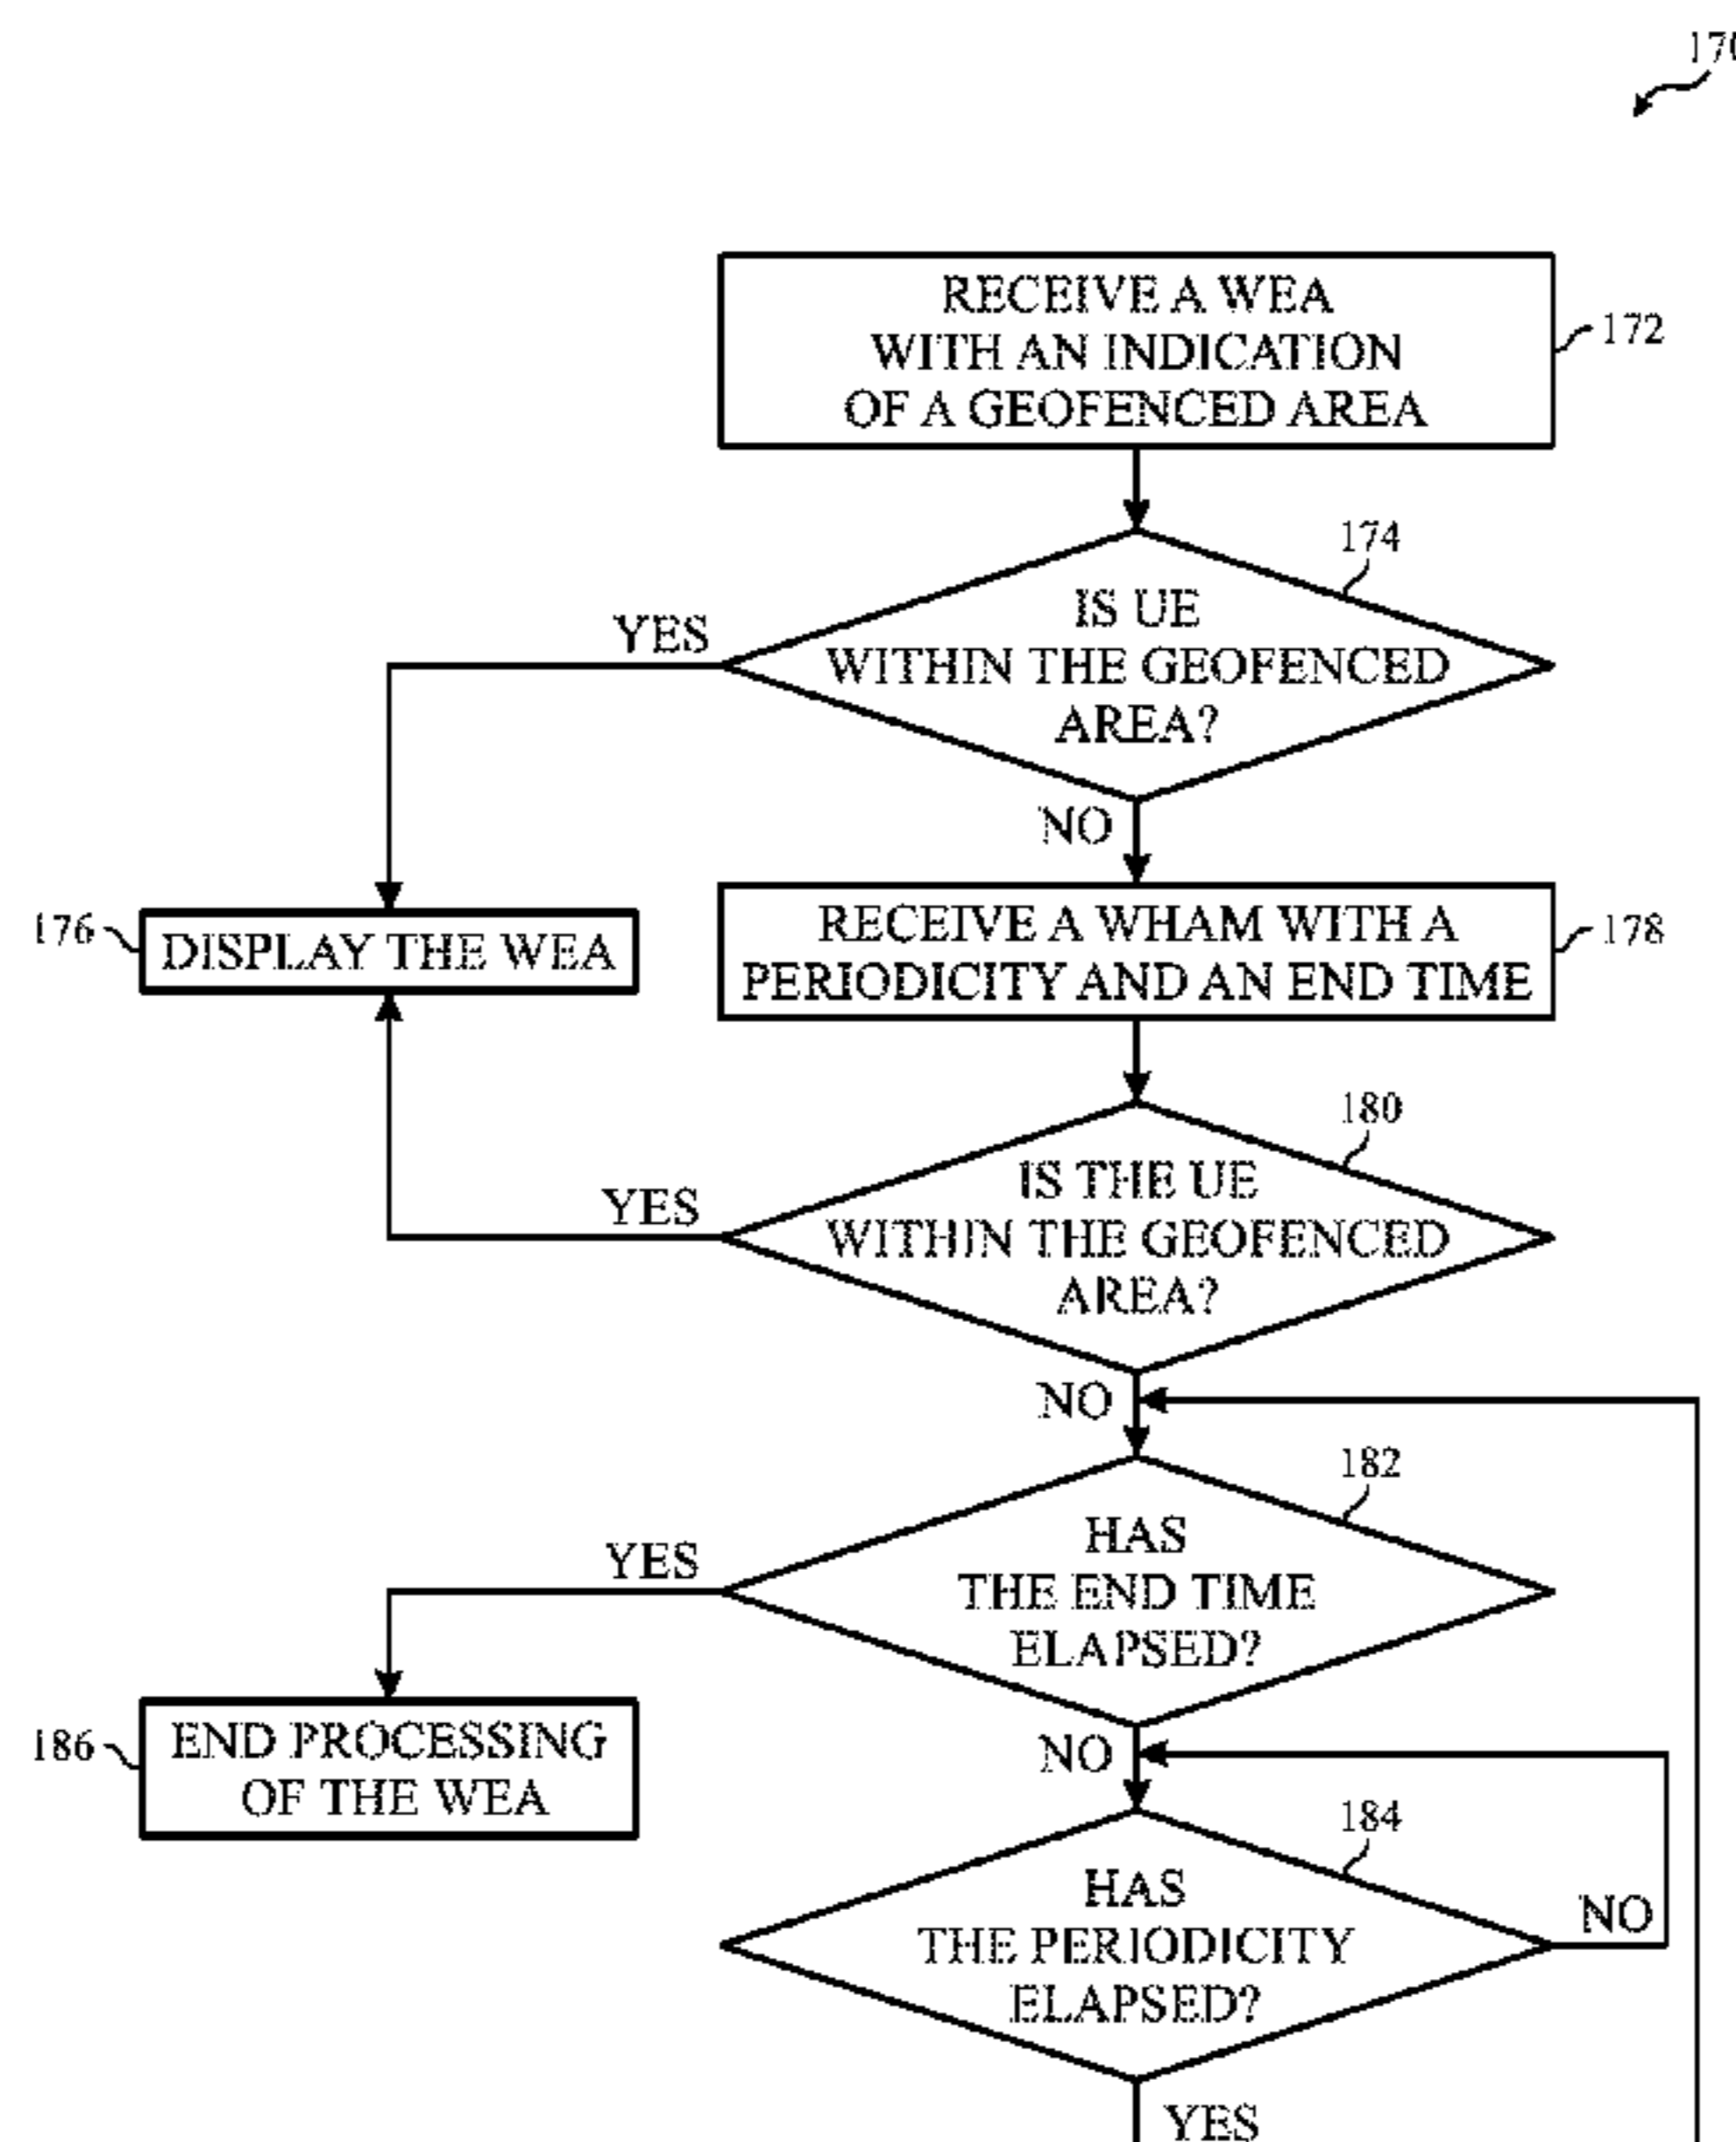 RECEIVE A WEA
WITH AN INDICATION
OF A GEOFENCED AREA
172
174
IS UE
WITHIN THE GEOFENCED
AREA?
YES
NO
176
DISPLAY THE WEA
RECEIVE A WHAM WITH A
PERIODICITY AND AN END TIME
178
180
IS THE UE
WITHIN THE GEOFENCED
AREA?
YES
NO
182
HAS
THE END TIME
ELAPSED?
YES
NO
186
END PROCESSING
OF THE WEA
184
HAS
THE PERIODICITY
ELAPSED?
NO
YES